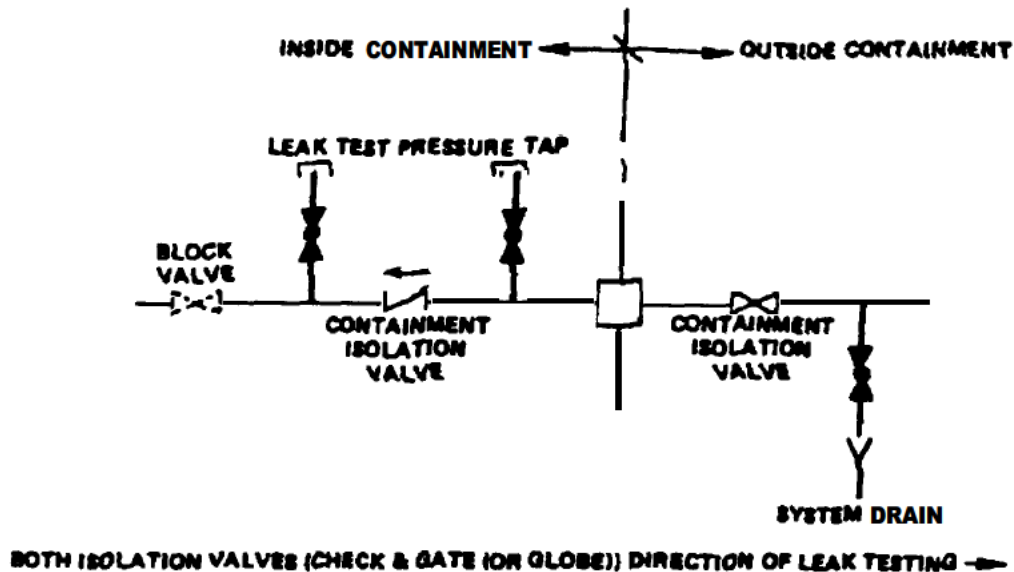 INSIDE CONTAINMENT
OUTSIDE CONTAINMENT
LEAK TEST PRESSURE TAP
BLOCK
VALVE
CONTAINMENT
ISOLATION
VALVE
CONTAINMENT
ISOLATION
VALVE
SYSTEM DRAIN
BOTH ISOLATION VALVES (CHECK & GATE (OR GLOBE)) DIRECTION OF LEAK TESTING